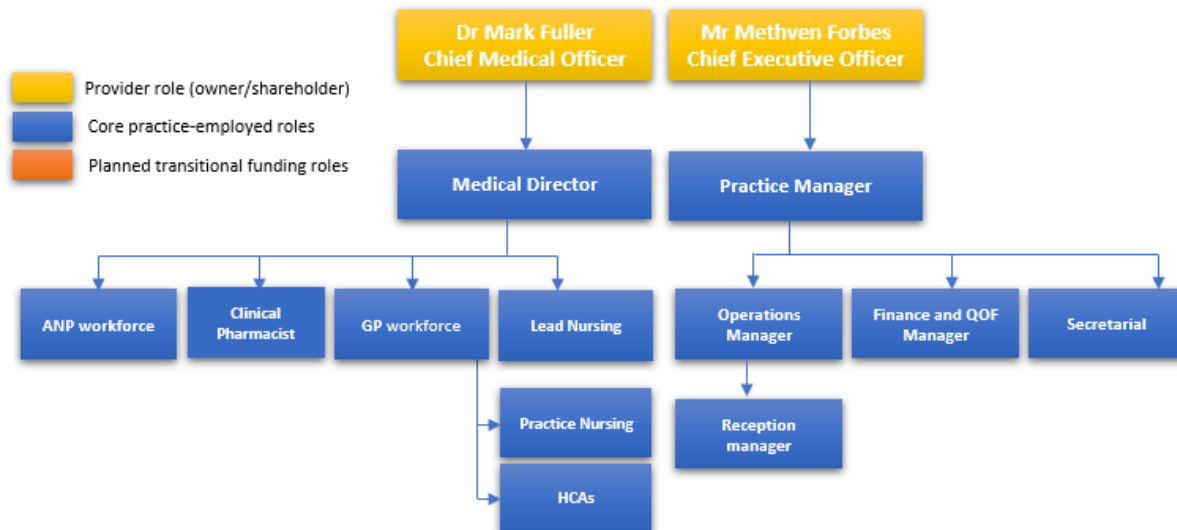 Dr Mark Fuller
Chief Medical Officer
Mr Methven Forbes
Chief Executive Officer
Provider role (owner/shareholder)
Core practice-employed roles
Planned transitional funding roles
Medical Director
Practice Manager
ANP workforce
Clinical
Pharmacist
GP workforce
Lead Nursing
Operations
Manager
Finance and QOF
Manager
Secretarial
Practice Nursing
Reception
manager
HCAs